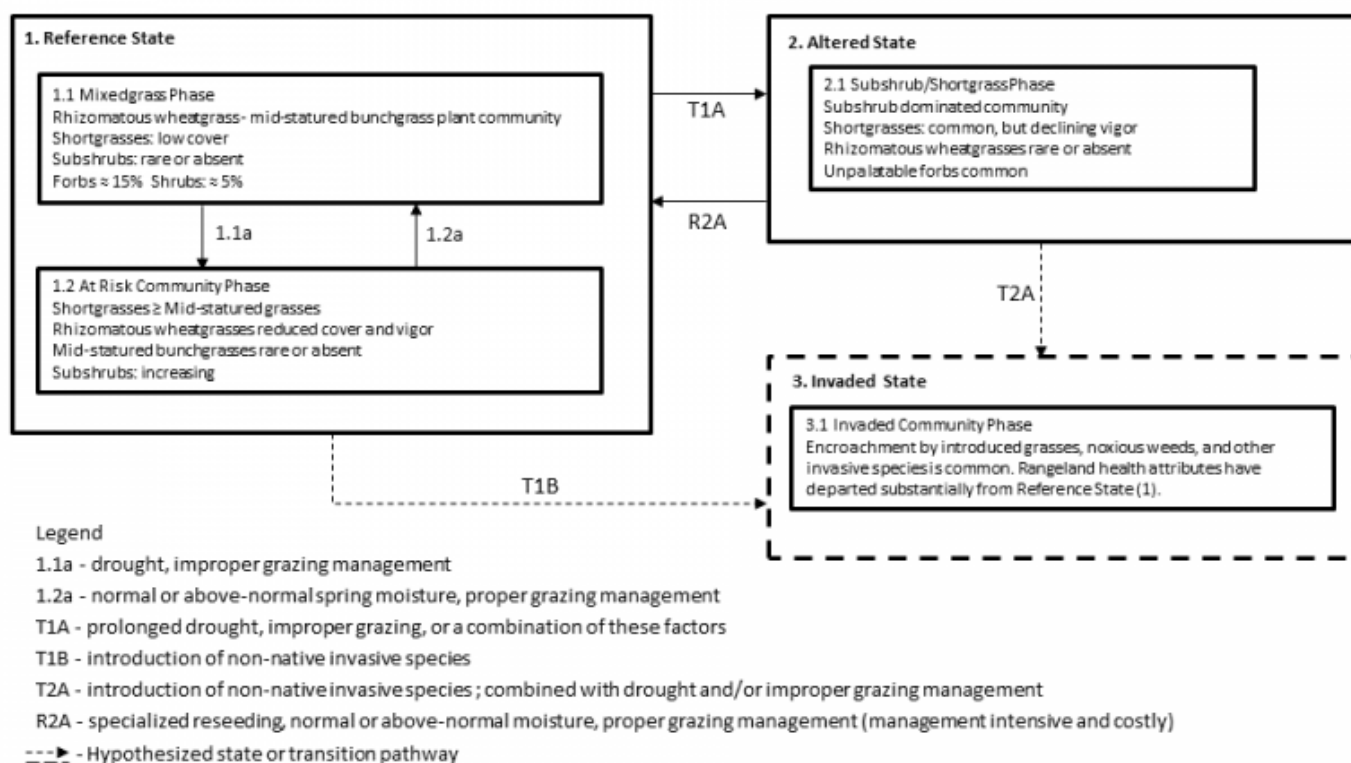 1. Reference State
1.1 Mixedgrass Phase
Rhizomatous wheatgrass- mid-statured bunchgrass plant community
Shortgrasses: low cover
Subshrubs: rare or absent
Forbs ≈ 15% Shrubs: ≈ 5%
1.1a
1.2a
1.2 At Risk Community Phase
Shortgrasses ≥ Mid-statured grasses
Rhizomatous wheatgrasses reduced cover and vigor
Mid-statured bunchgrasses rare or absent
Subshrubs: increasing
T1A
R2A
2. Altered State
2.1 Subshrub/Shortgrass Phase
Subshrub dominated community
Shortgrasses: common, but declining vigor
Rhizomatous wheatgrasses rare or absent
Unpalatable forbs common
T2A
3. Invaded State
3.1 Invaded Community Phase
Encroachment by introduced grasses, noxious weeds, and other
invasive species is common. Rangeland health attributes have
departed substantially from Reference State (1).
T1B
Legend
1.1a - drought, improper grazing management
1.2a - normal or above-normal spring moisture, proper grazing management
T1A - prolonged drought, improper grazing, or a combination of these factors
T1B - introduction of non-native invasive species
T2A - introduction of non-native invasive species; combined with drought and/or improper grazing management
R2A - specialized reseeding, normal or above-normal moisture, proper grazing management (management intensive and costly)
- Hypothesized state or transition pathway